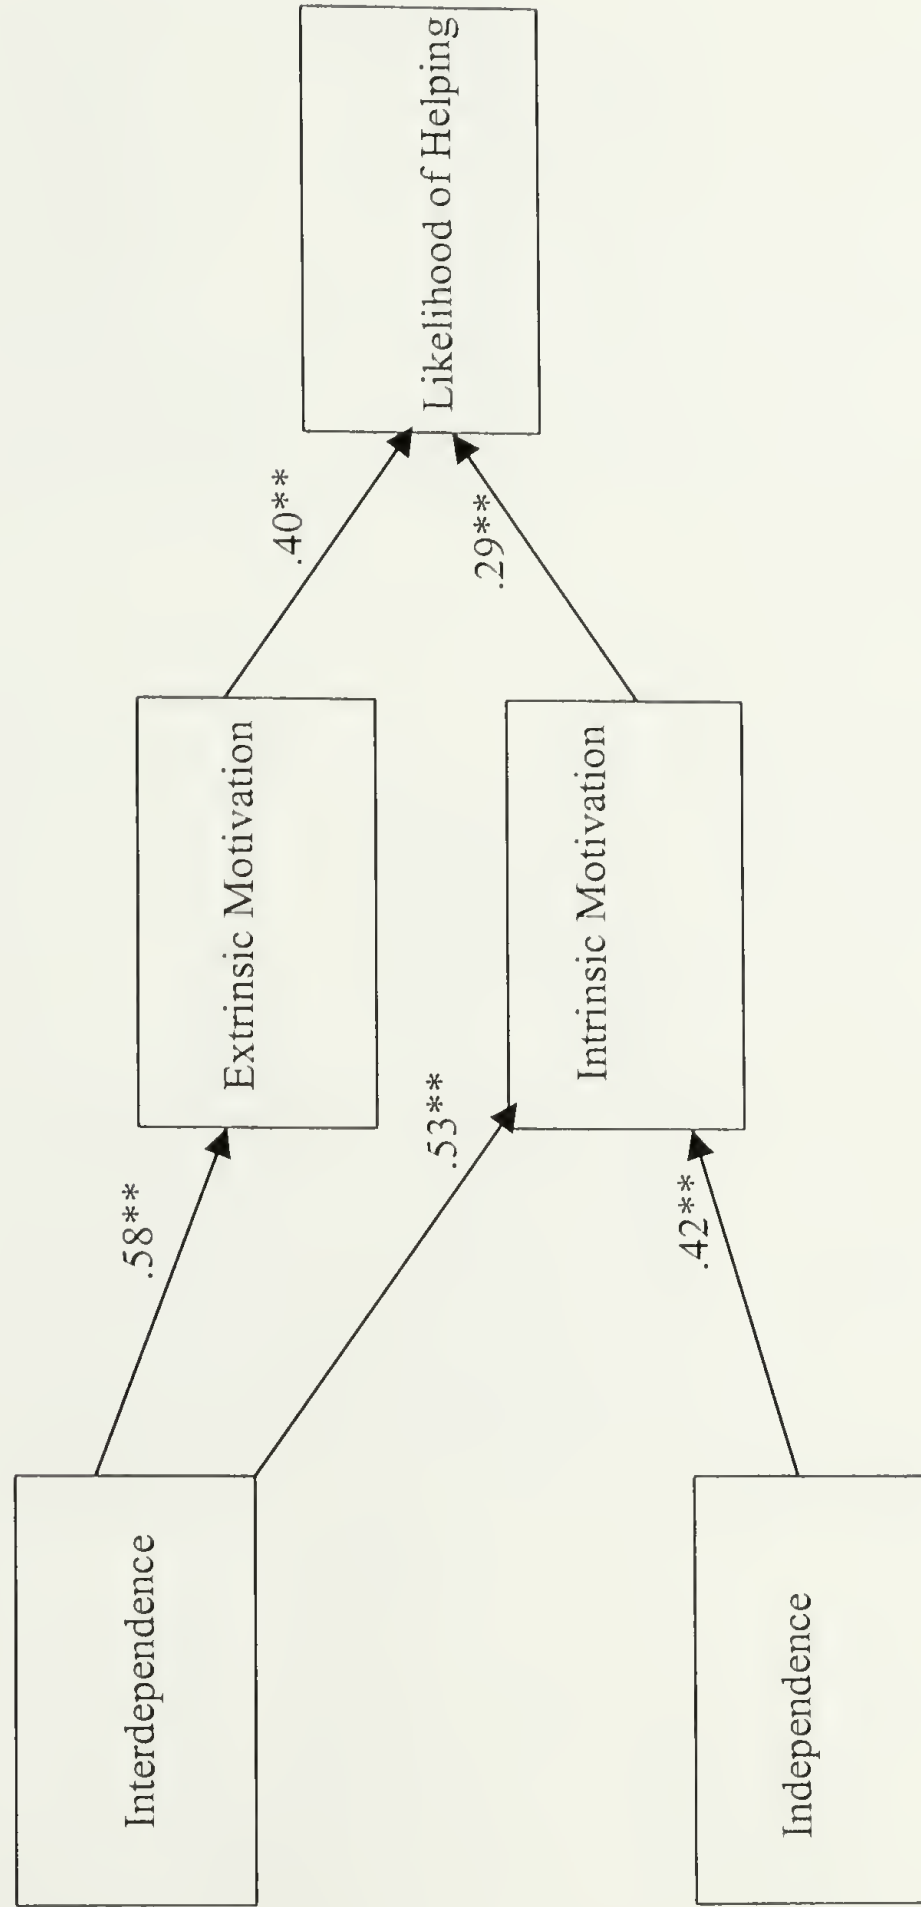 Interdependence
.58**
.53**
Extrinsic Motivation
.40**
Likelihood of Helping
.29**
Intrinsic Motivation
.42**
Independence